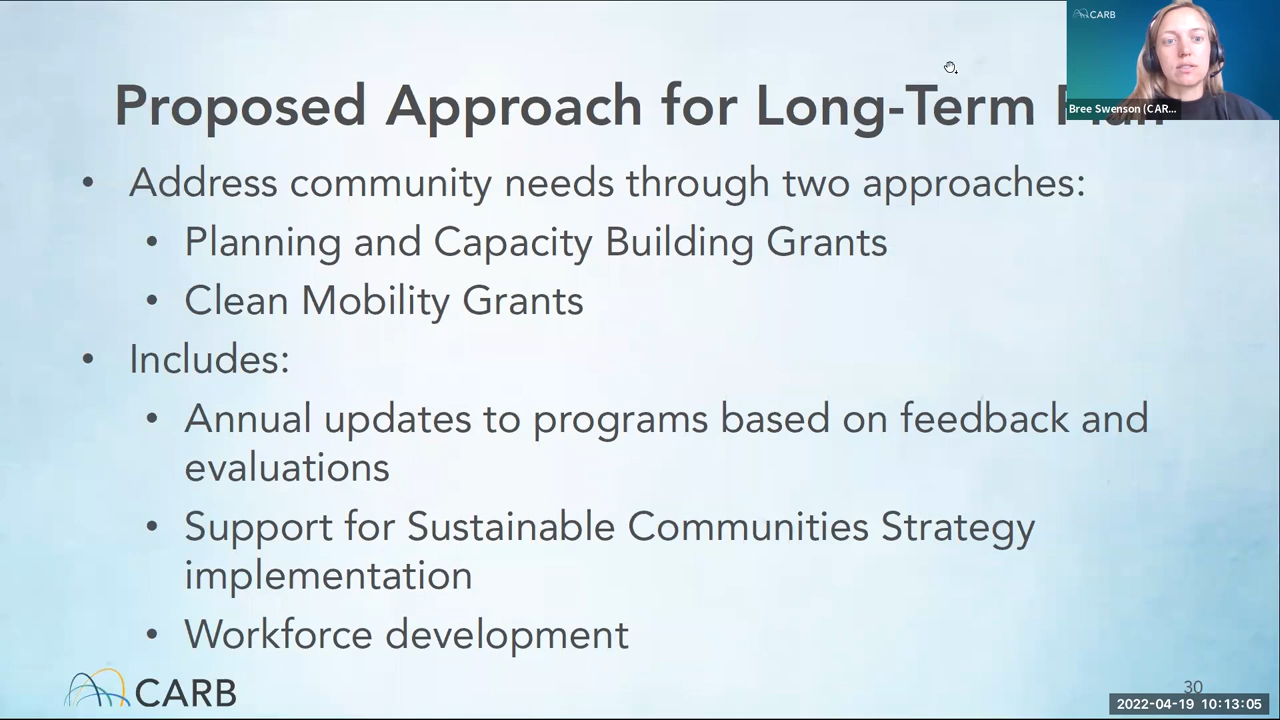 CARB
Proposed Approach for Long-Term
Bree Swenson (CAR...
• Address community needs through two approaches:
• Planning and Capacity Building Grants
• Clean Mobility Grants
• Includes:
• Annual updates to programs based on feedback and
evaluations
• Support for Sustainable Communities Strategy
implementation
• Workforce development
CARB
30
2022-04-19 10:13:05